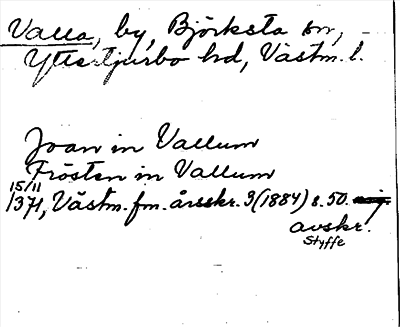 Valla, by, Björksta sn,
Yttertjurbo hd, Västm. l.
Joan in Vallum
Frösten in Vallum
15/11
1371, Västm. fm. årsskr. 3 (1884) s. 50.
avskr.
Styffe